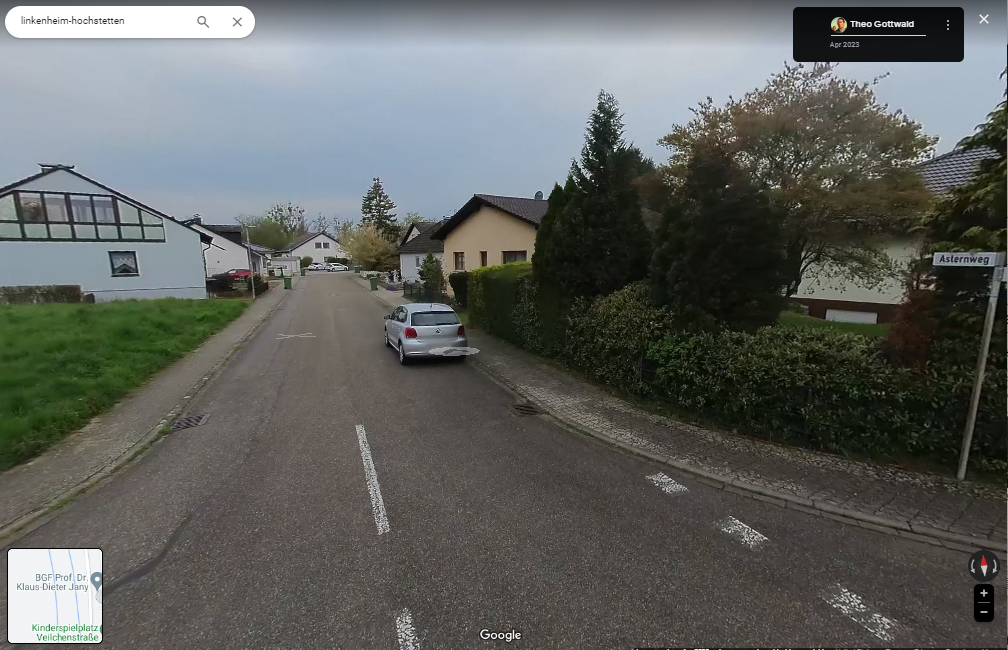 linkenheim-hochstetten
Theo Gottwald
Apr 2023
Asternweg
BGF Prof. Dr.
Klaus-Dieter Jany
Kinderspielplatz
Veilchenstraße
Google